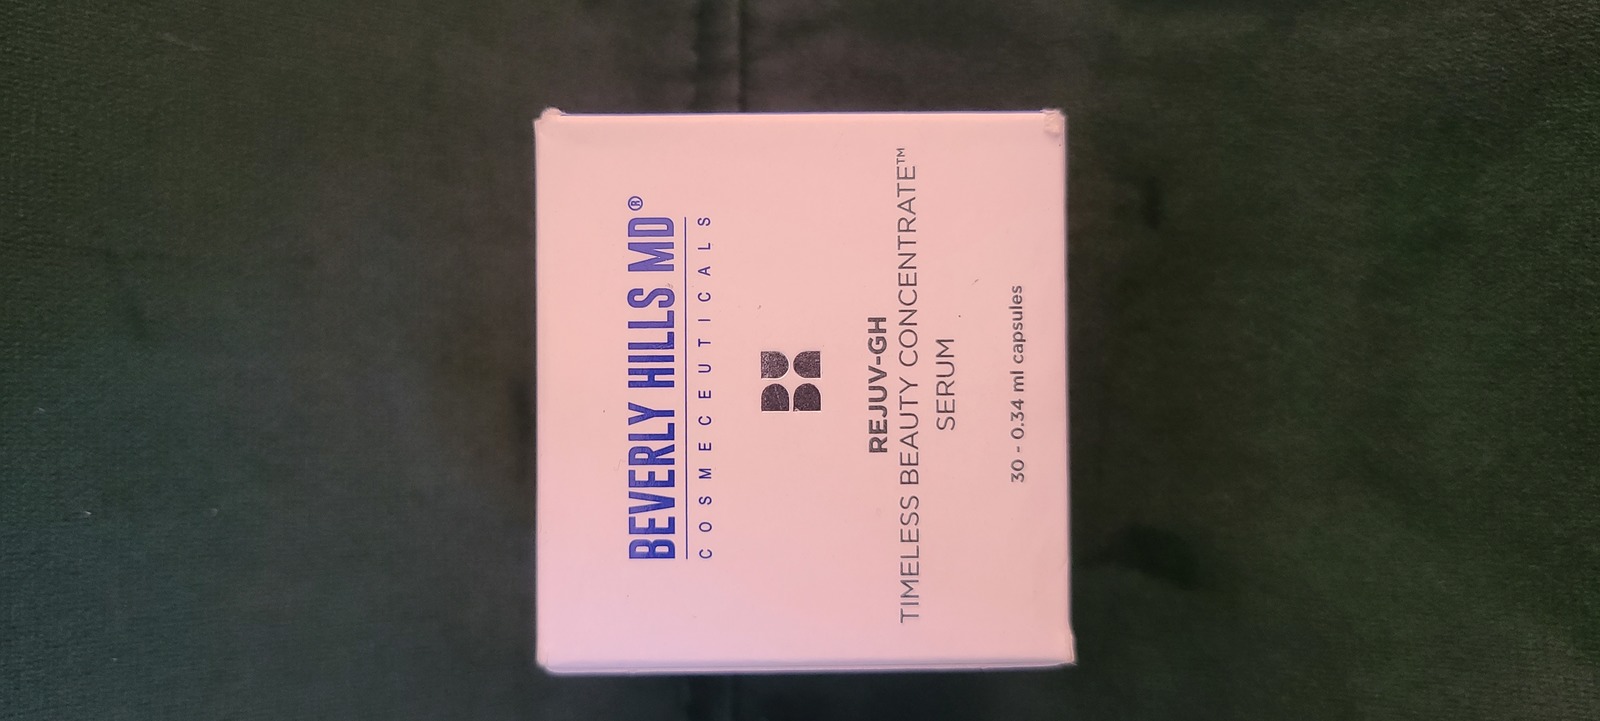 BEVERLY HILLS MD®
COSMECEUTICALS
REJUV-GH
TIMELESS BEAUTY CONCENTRATE™
SERUM
30 - 0.34 ml capsules